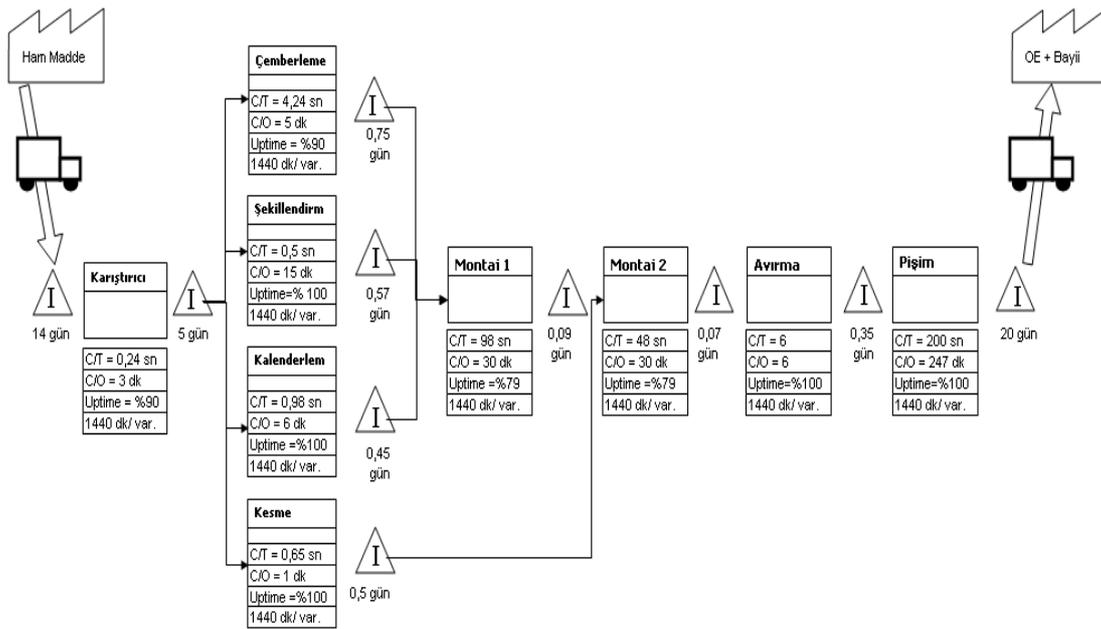 Ham Madde
14 gün
Karıştırıcı
C/T = 0,24 sn
C/O = 3 dk
Uptime = %90
1440 dk/ var.
I
I
5 gün
Çemberleme
C/T = 4,24 sn
C/O = 5 dk
Uptime = %90
1440 dk/ var.
I
0,75
gün
Şekillendirm
C/T = 0,5 sn
C/O = 15 dk
Uptime=% 100
1440 dk/ var.
I
0,57
gün
Kalenderlem
C/T = 0,98 sn
C/O = 6 dk
Uptime =%100
1440 dk/ var.
I
0,45
gün
Kesme
C/T = 0,65 sn
C/O = 1 dk
Uptime =%100
1440 dk/ var.
I
0,5 gün
Montai 1
C/T = 98 sn
C/O = 30 dk
Uptime =%79
1440 dk/ var.
I
0,09
gün
Montai 2
C/T = 48 sn
C/O = 30 dk
Uptime =%79
1440 dk/ var.
I
0,07
gün
Avırma
C/T = 6
C/O = 6
Uptime=%100
1440 dk/ var.
I
0,35
gün
Pişim
C/T = 200 sn
C/O = 247 dk
Uptime=%100
1440 dk/ var.
I
20 gün
OE + Bayii